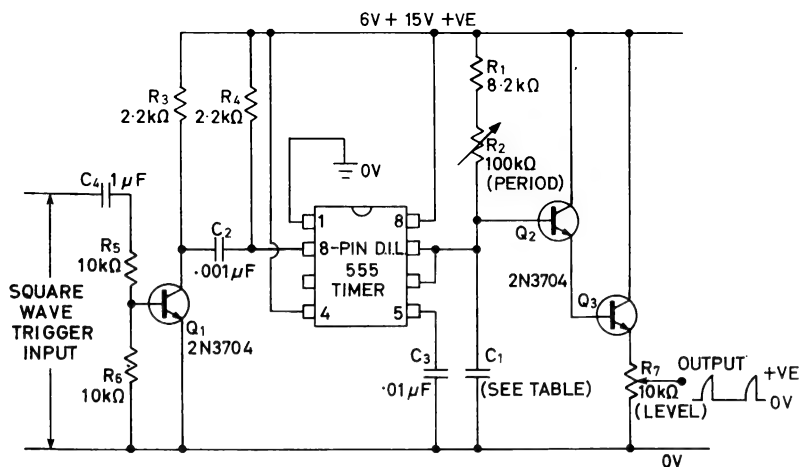 6V + 15V +VE
R3
2·2kΩ
R4
2·2kΩ
R1
8·2kΩ
R2
100kΩ
(PERIOD)
0V
C4 1μF
1
8
8-PIN D.I.L
555
TIMER
4
5
C2
·001μF
R5
10kΩ
Q2
2N3704
Q3
SQUARE
WAVE
TRIGGER
INPUT
Q1
2N3704
R6
10kΩ
C3
·01μF
C1
(SEE TABLE)
R7
10kΩ
(LEVEL)
OUTPUT
+VE
0V
0V